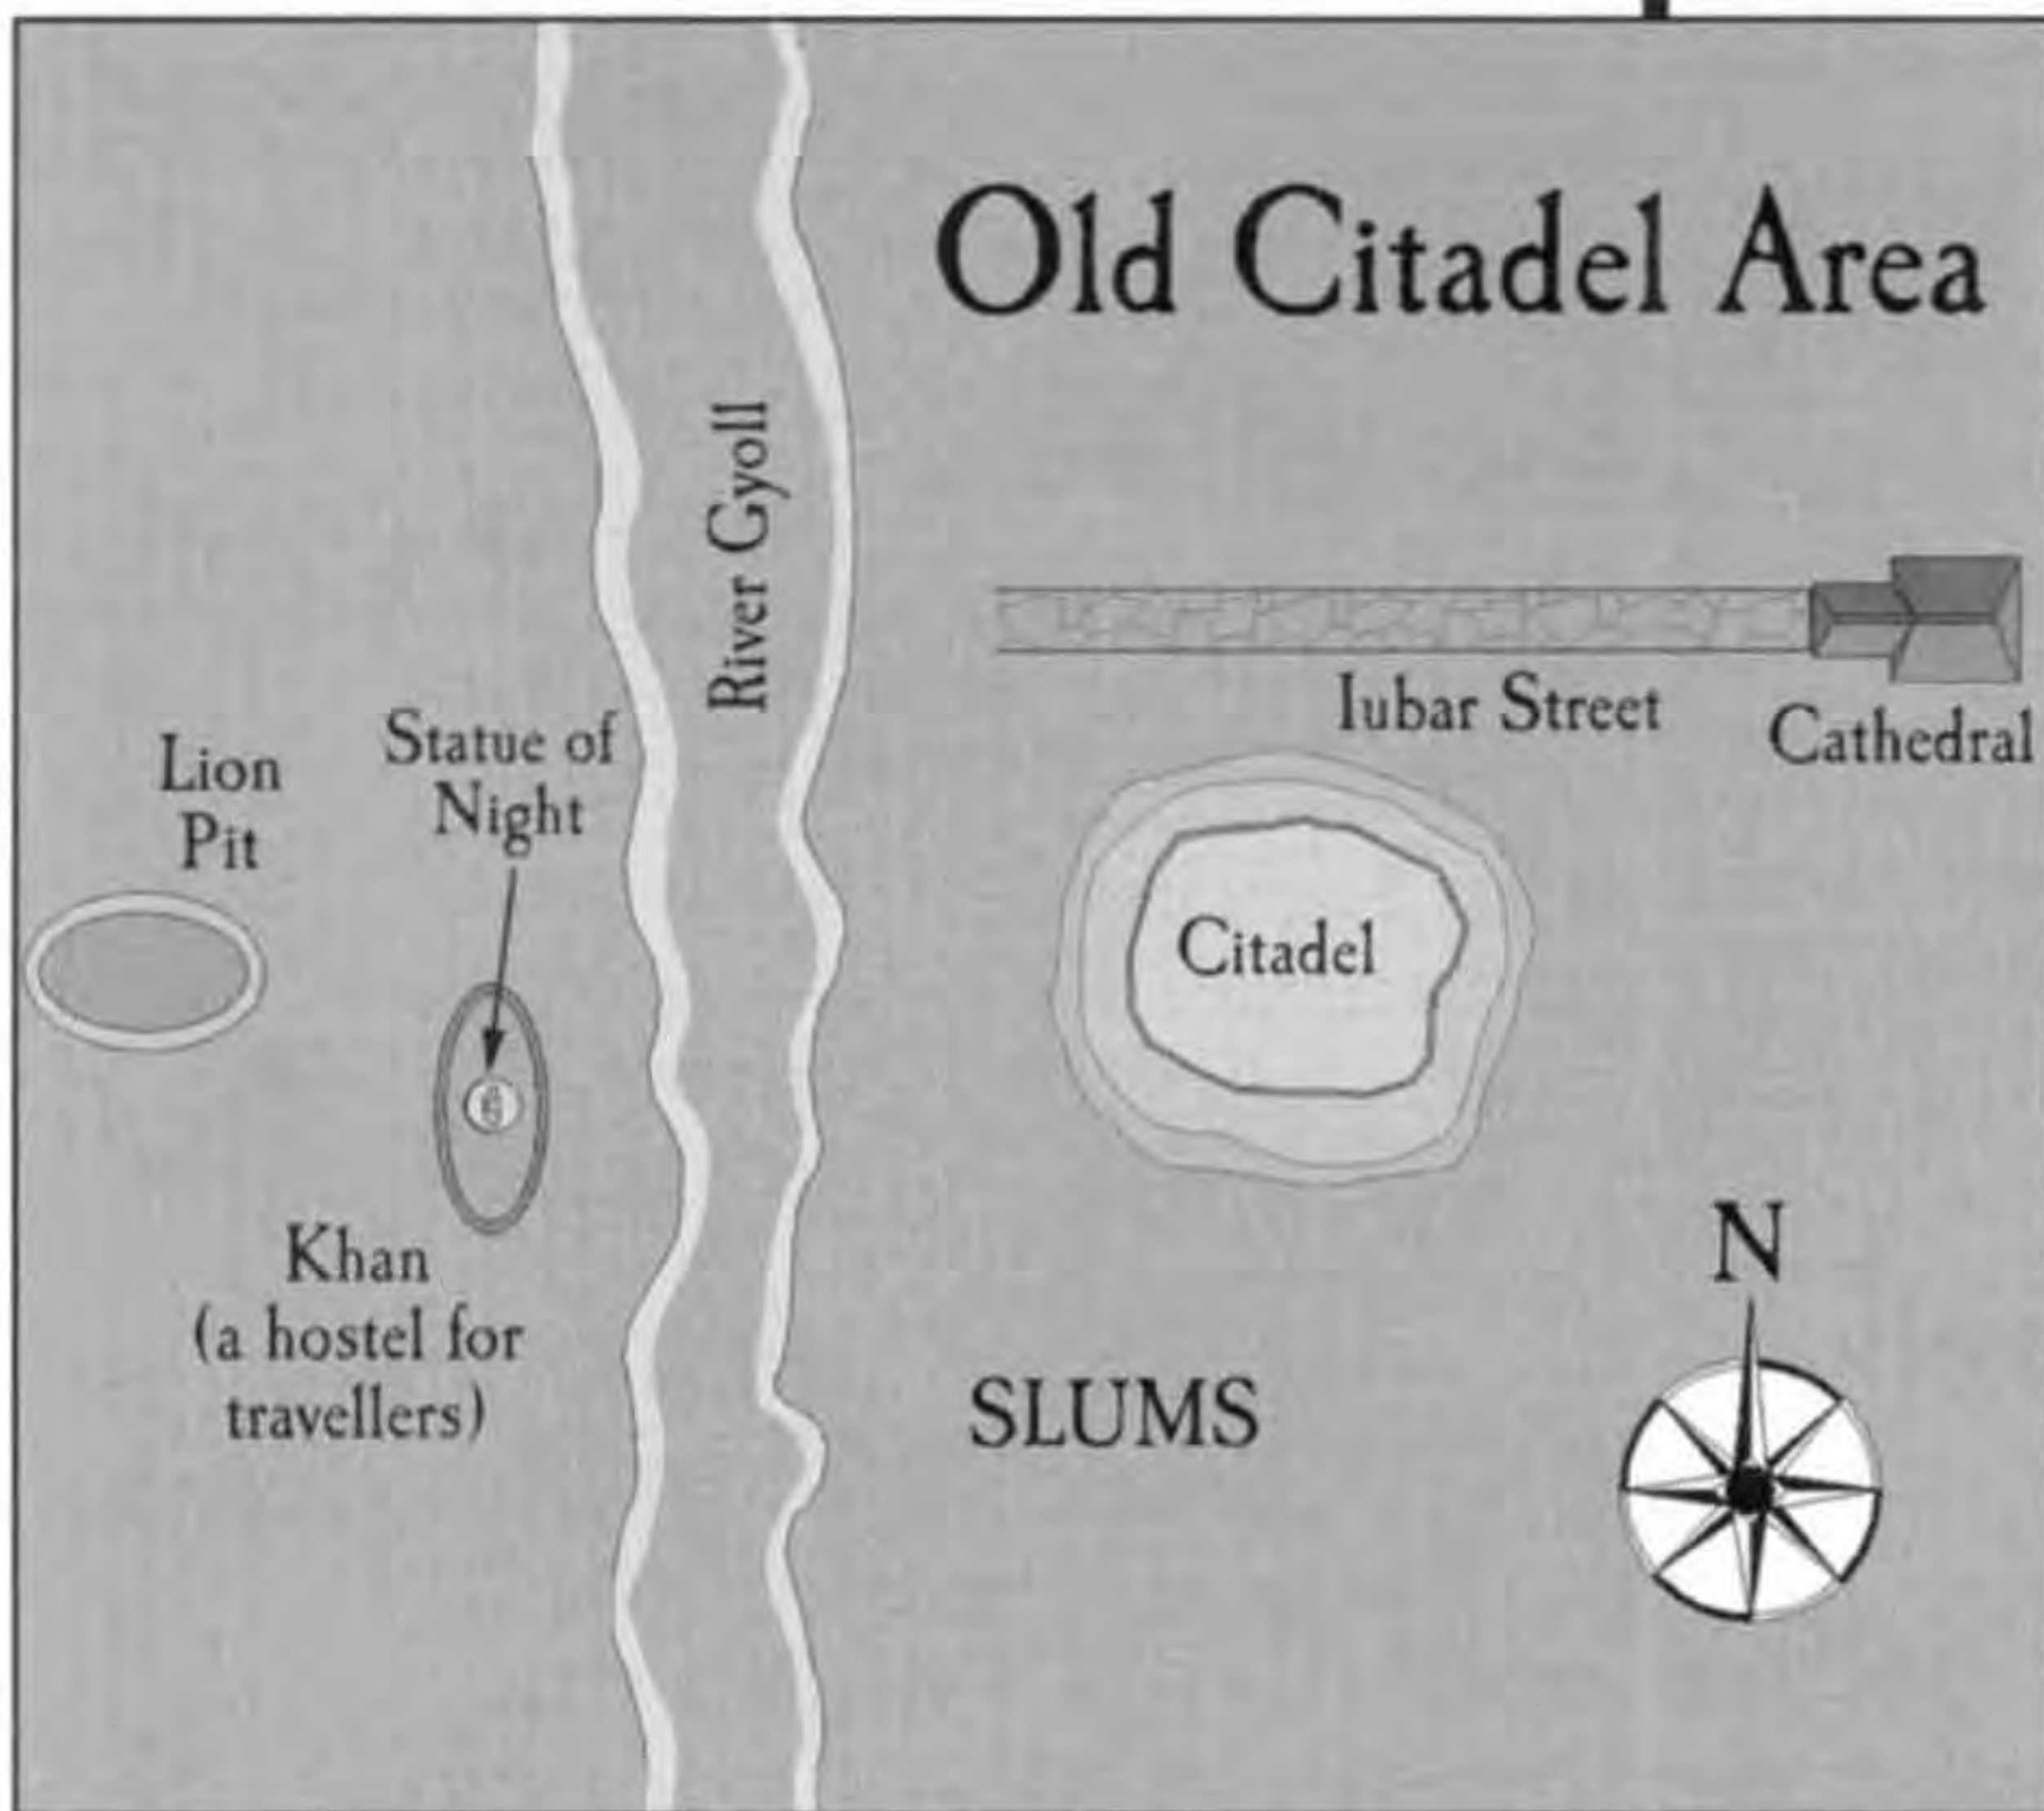 Old Citadel Area
River Gyoll
Iubar Street
Cathedral
Statue of
Night
Lion
Pit
Citadel
Khan
(a hostel for
travellers)
SLUMS
N